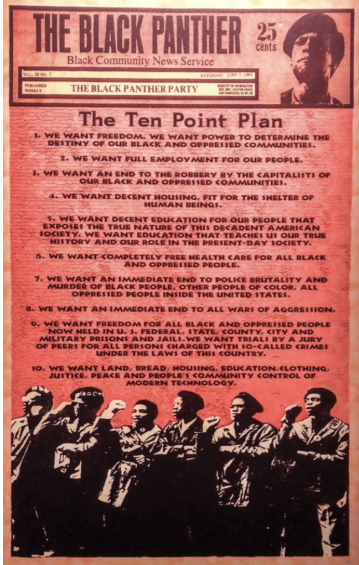 THE BLACK PANTHER
25
cents
Black Community News Service
VOL. III NO.
SATURDAY, JUNE
PUBLISHED
WEEKLY
THE BLACK PANTHER PARTY
MINISTRY OF INFORMATION
The Ten Point Plan
1. WE WANT FREEDOM. WE WANT POWER TO DETERMINE THE
DESTINY OF OUR BLACK AND OPPRESSED COMMUNITIES.
2. WE WANT FULL EMPLOYMENT FOR OUR PEOPLE.
3. WE WANT AN END TO THE ROBBERY BY THE CAPITALISTS OF
OUR BLACK AND OPPRESSED COMMUNITIES.
4. WE WANT DECENT HOUSING, FIT FOR THE SHELTER OF
HUMAN BEINGS.
5. WE WANT DECENT EDUCATION FOR OUR PEOPLE THAT
EXPOSES THE TRUE NATURE OF THIS DECADENT AMERICAN
SOCIETY. WE WANT EDUCATION THAT TEACHES US OUR TRUE
HISTORY AND OUR ROLE IN THE PRESENT-DAY SOCIETY.
6. WE WANT COMPLETELY FREE HEALTH CARE FOR ALL BLACK
AND OPPRESSED PEOPLE.
7. WE WANT AN IMMEDIATE END TO POLICE BRUTALITY AND
MURDER OF BLACK PEOPLE, OTHER PEOPLE OF COLOR, ALL
OPPRESSED PEOPLE INSIDE THE UNITED STATES.
8. WE WANT AN IMMEDIATE END TO ALL WARS OF AGGRESSION.
9. WE WANT FREEDOM FOR ALL BLACK AND OPPRESSED PEOPLE
NOW HELD IN U. S. FEDERAL, STATE, COUNTY, CITY AND
MILITARY PRISONS AND JAILS. WE WANT TRIALS BY A JURY
OF PEERS FOR ALL PERSONS CHARGED WITH SO-CALLED CRIMES
UNDER THE LAWS OF THIS COUNTRY.
10. WE WANT LAND, BREAD, HOUSING, EDUCATION, CLOTHING,
JUSTICE, PEACE AND PEOPLE'S COMMUNITY CONTROL OF
MODERN TECHNOLOGY.